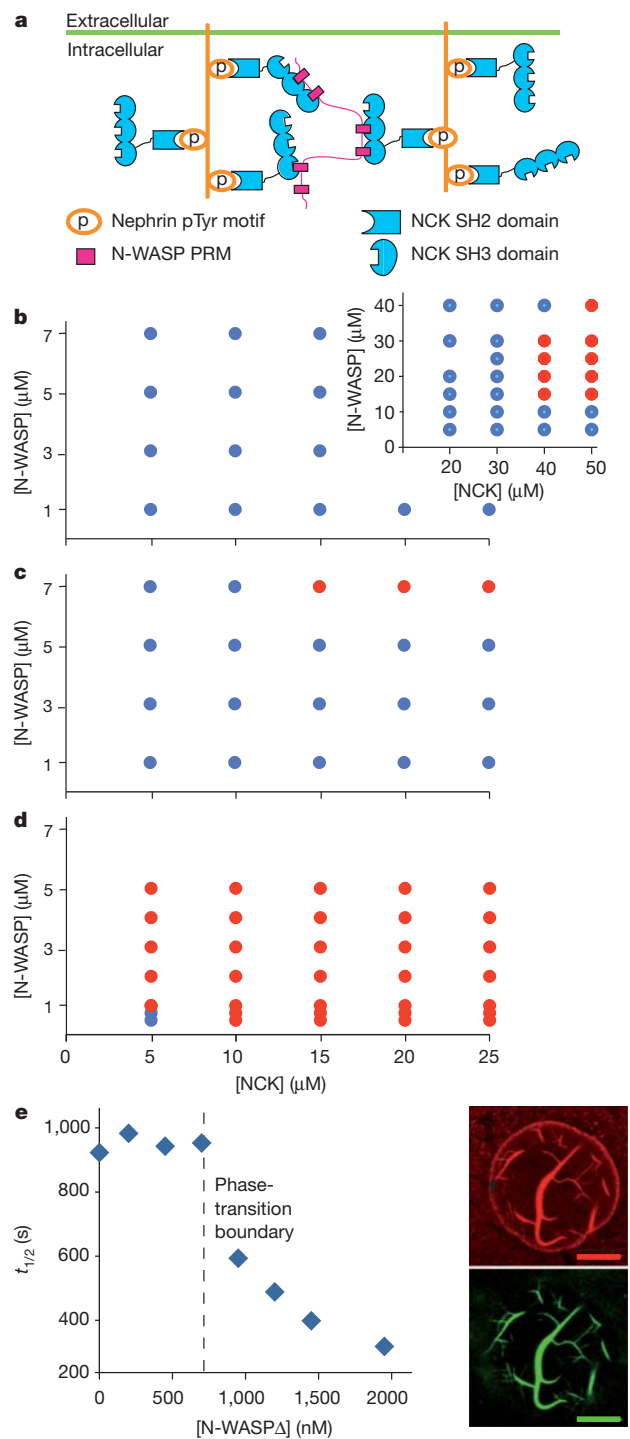 a
Extracellular
Intracellular
p
p
p
p
p
p
p Nephrin pTyr motif
NCK SH2 domain
N-WASP PRM
NCK SH3 domain
b
[N-WASP] (µM)
7
5
3
1
[N-WASP] (µM)
40
30
20
10
0
20 30 40 50
[NCK] (µM)
c
[N-WASP] (µM)
7
5
3
1
d
[N-WASP] (µM)
7
5
3
1
0 5 10 15 20 25
[NCK] (µM)
e
t1/2 (s)
1,000
800
600
400
200
Phase-
transition
boundary
0 500 1,000 1,500 2000
[N-WASPΔ] (nM)